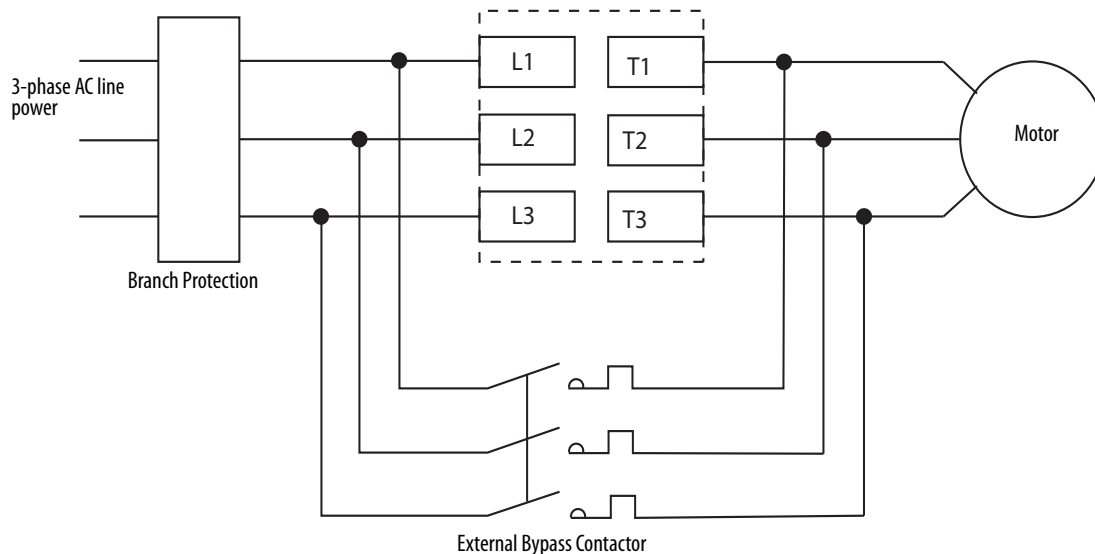 3-phase AC line
power
L1
T1
L2
T2
L3
T3
Motor
Branch Protection
External Bypass Contactor